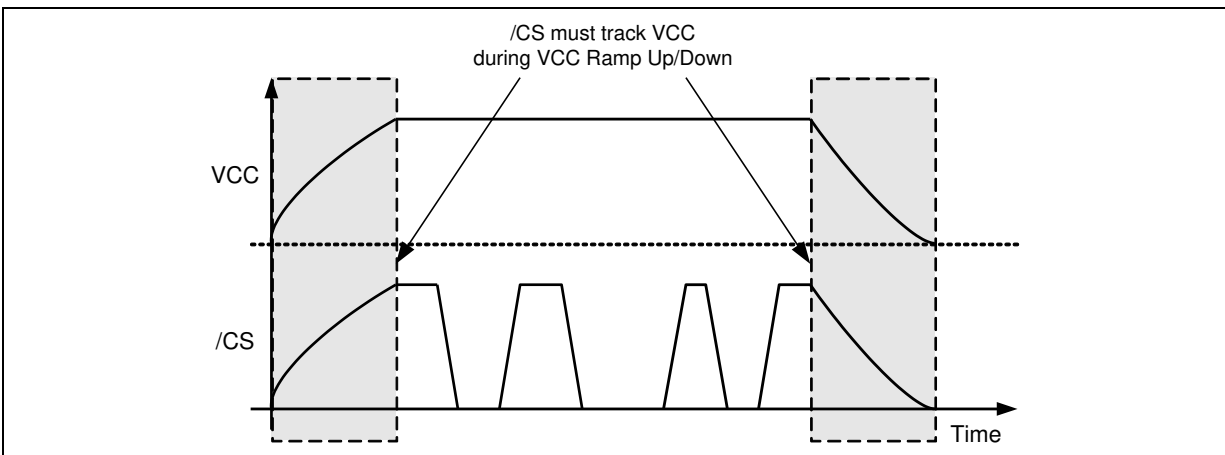 /CS must track VCC
during VCC Ramp Up/Down
VCC
/CS
Time